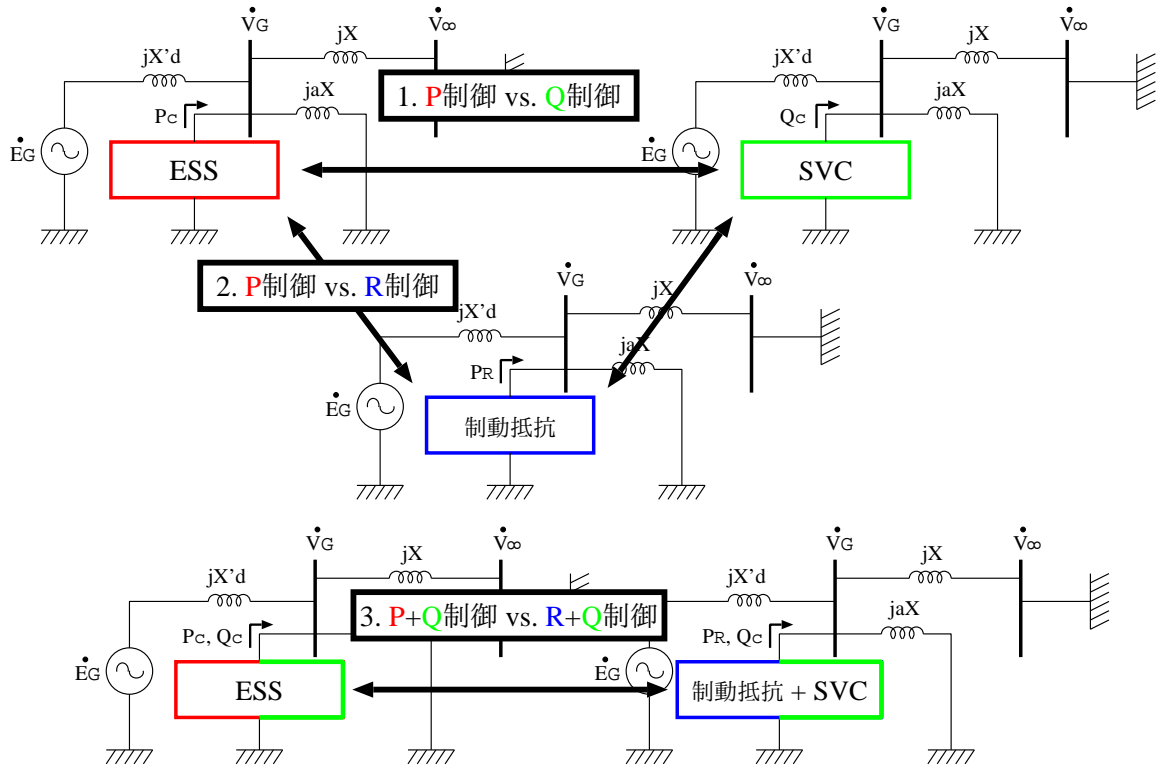 V̇G
V̇∞
jX
jX'd
jaX
PC
ĖG
ESS
1. P制御 vs. Q制御
V̇G
V̇∞
jX
jaX
QC
ĖG
SVC
2. P制御 vs. R制御
V̇G
V̇∞
jX
jX'd
jaX
PR
ĖG
制動抵抗
V̇G
V̇∞
jX
jX'd
PC, QC
ĖG
ESS
3. P+Q制御 vs. R+Q制御
V̇G
V̇∞
jX
jX'd
jaX
PR, QC
ĖG
制動抵抗 + SVC
jX'd